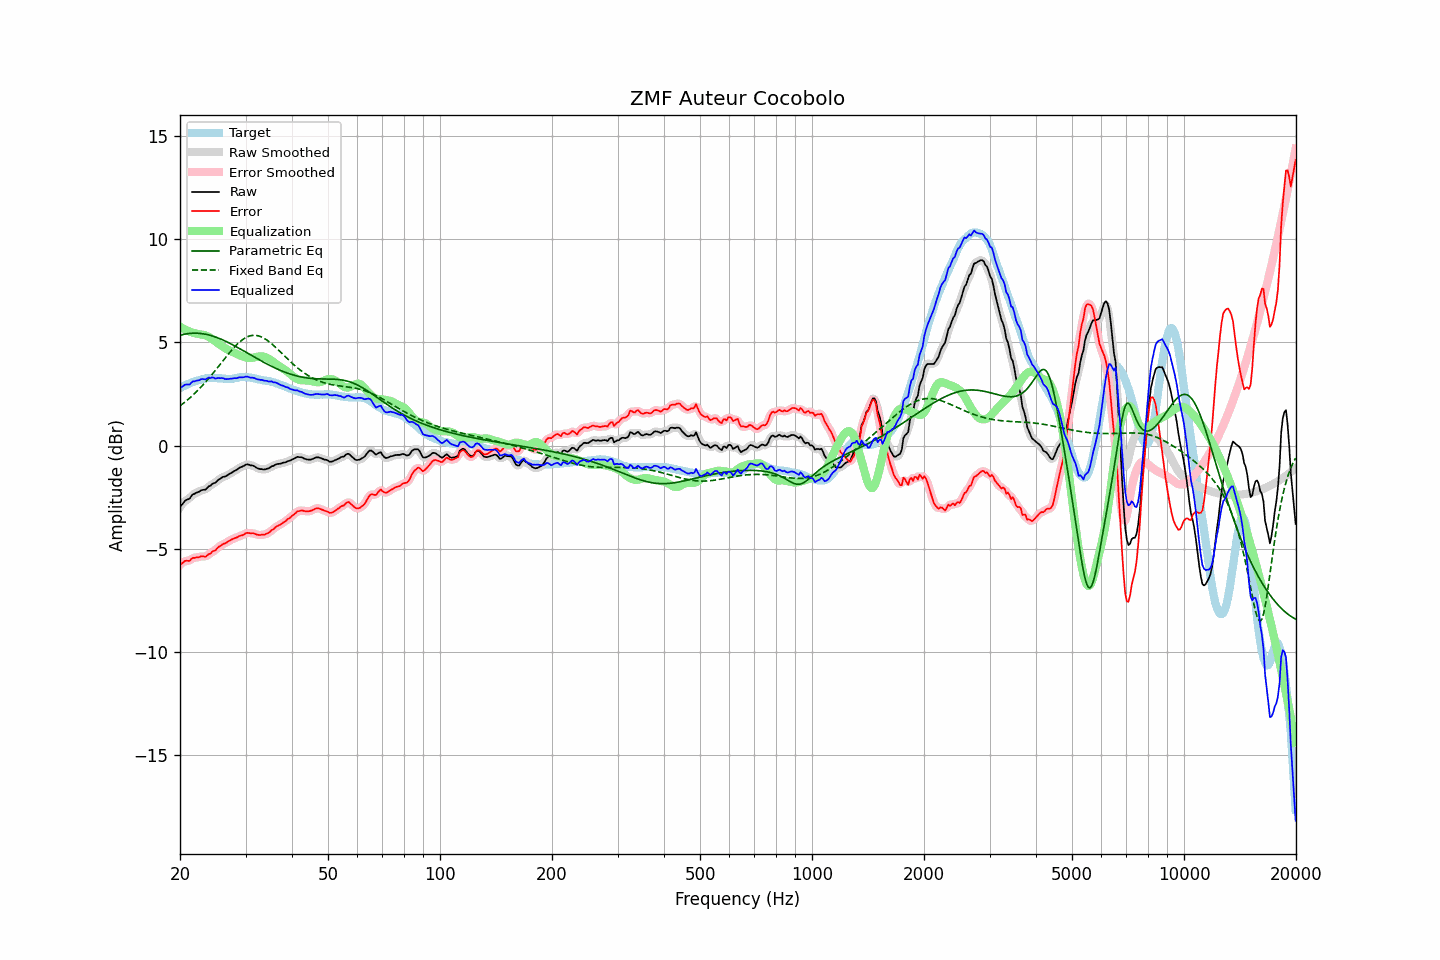 ZMF Auteur Cocobolo
Target
Raw Smoothed
Error Smoothed
Raw
Error
Equalization
Parametric Eq
Fixed Band Eq
Equalized
Amplitude (dBr)
15
10
5
0
−5
−10
−15
20
50
100
200
500
1000
2000
5000
10000
20000
Frequency (Hz)